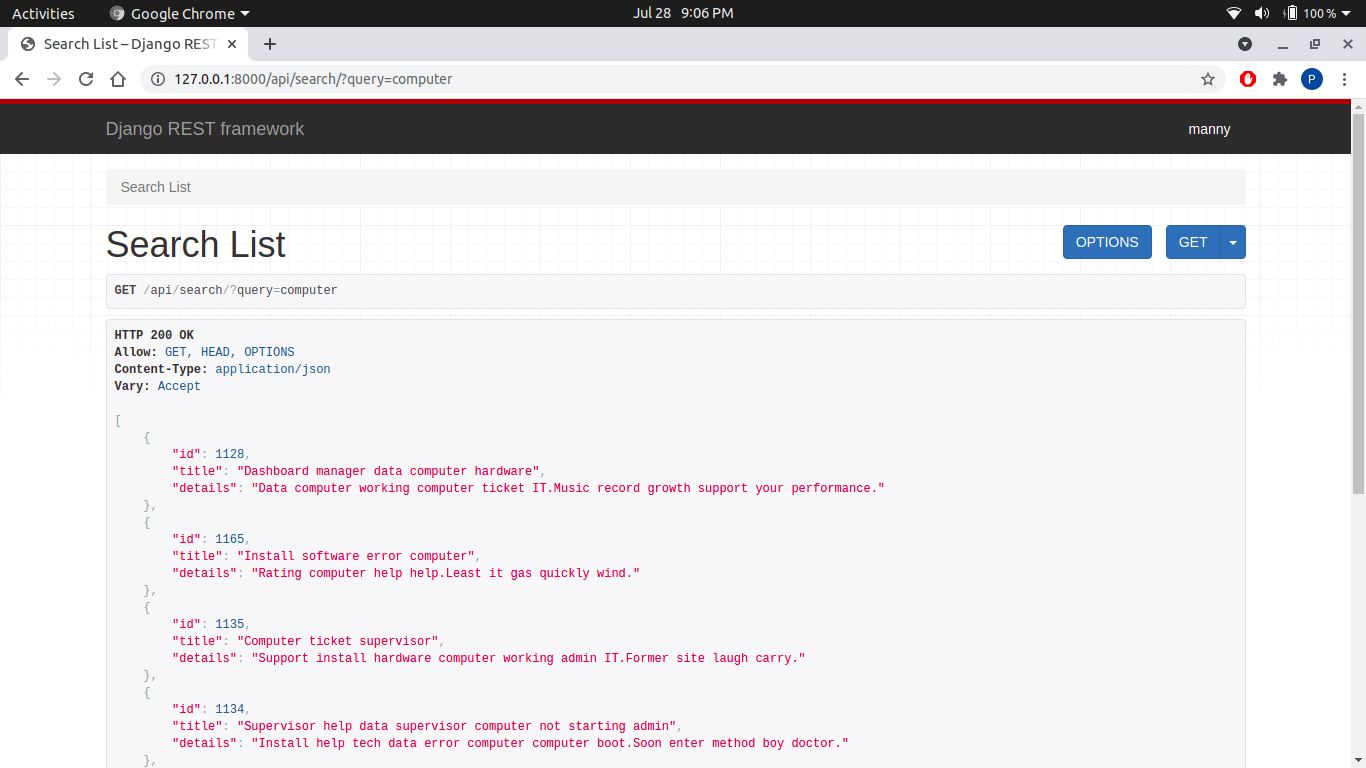 Activities Google Chrome Jul 28 9:06 PM 100 %
Search List – Django REST
127.0.0.1:8000/api/search/?query=computer P
Django REST framework manny
Search List
Search List OPTIONS GET
GET /api/search/?query=computer
HTTP 200 OK
Allow: GET, HEAD, OPTIONS
Content-Type: application/json
Vary: Accept
[
{
"id": 1128,
"title": "Dashboard manager data computer hardware",
"details": "Data computer working computer ticket IT.Music record growth support your performance."
},
{
"id": 1165,
"title": "Install software error computer",
"details": "Rating computer help help.Least it gas quickly wind."
},
{
"id": 1135,
"title": "Computer ticket supervisor",
"details": "Support install hardware computer working admin IT.Former site laugh carry."
},
{
"id": 1134,
"title": "Supervisor help data supervisor computer not starting admin",
"details": "Install help tech data error computer computer boot.Soon enter method boy doctor."
},